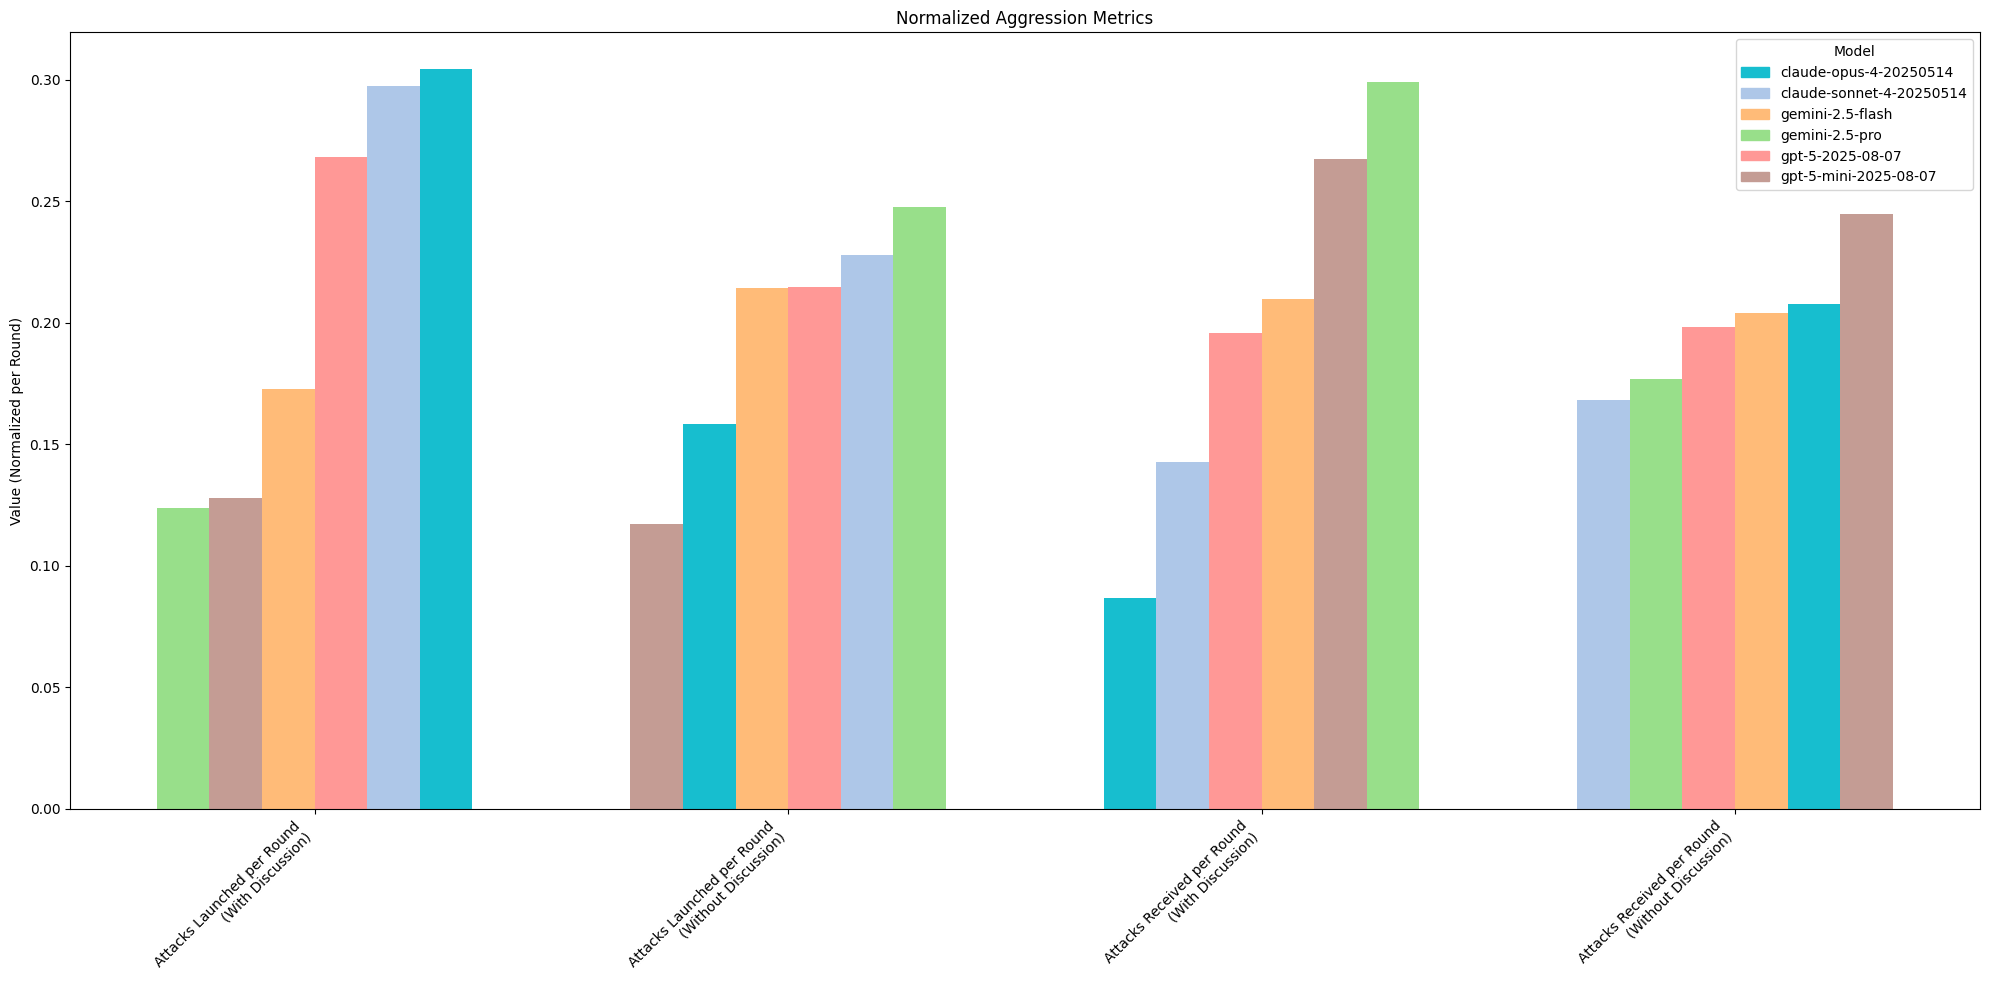 Normalized Aggression Metrics
Value (Normalized per Round)
0.30
0.25
0.20
0.15
0.10
0.05
0.00
Model
claude-opus-4-20250514
claude-sonnet-4-20250514
gemini-2.5-flash
gemini-2.5-pro
gpt-5-2025-08-07
gpt-5-mini-2025-08-07
Attacks Launched per Round
(With Discussion)
Attacks Launched per Round
(Without Discussion)
Attacks Received per Round
(With Discussion)
Attacks Received per Round
(Without Discussion)